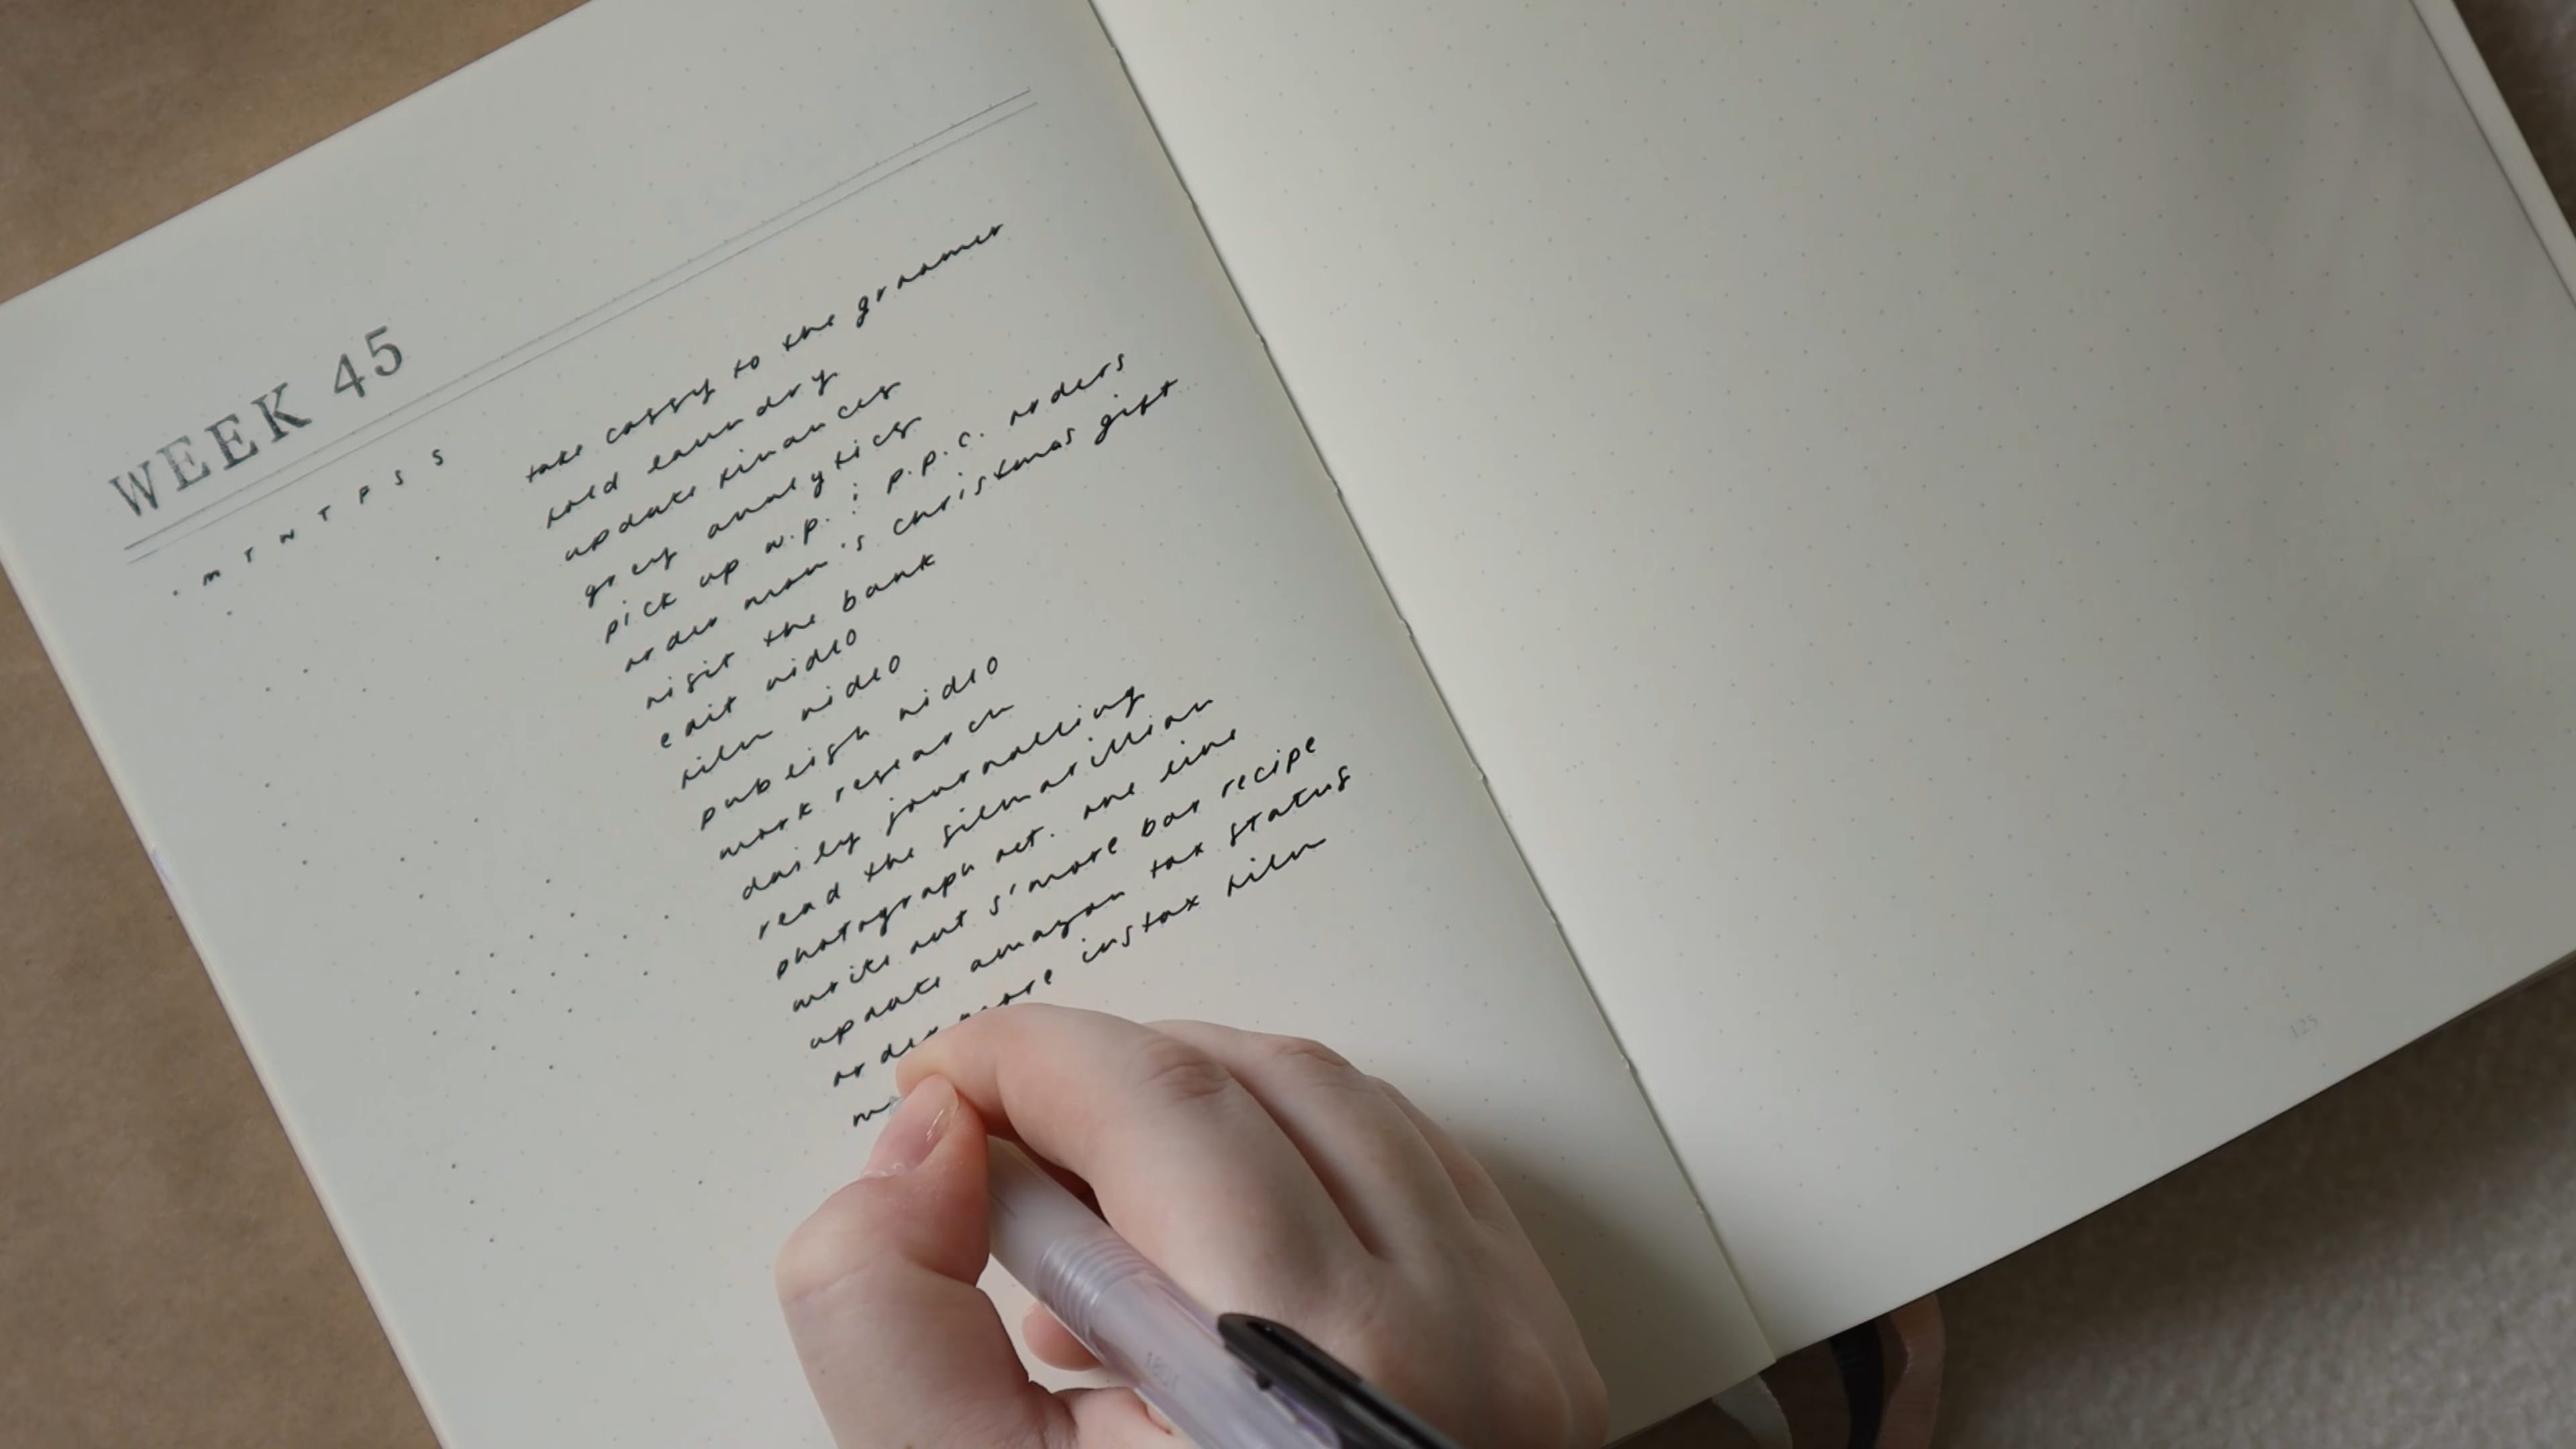 WEEK 45
m T W T F S S
take cassy to the groomer
fold laundry
update finances
grey analytics
pick up w.p. : p.p.c. orders
order mom's christmas gift
visit the bank
edit video
film video
publish video
work research
daily journalling
read the silmarillion
photograph oct. one line
write out s'more bar recipe
update amazon tax status
order more instax film
125